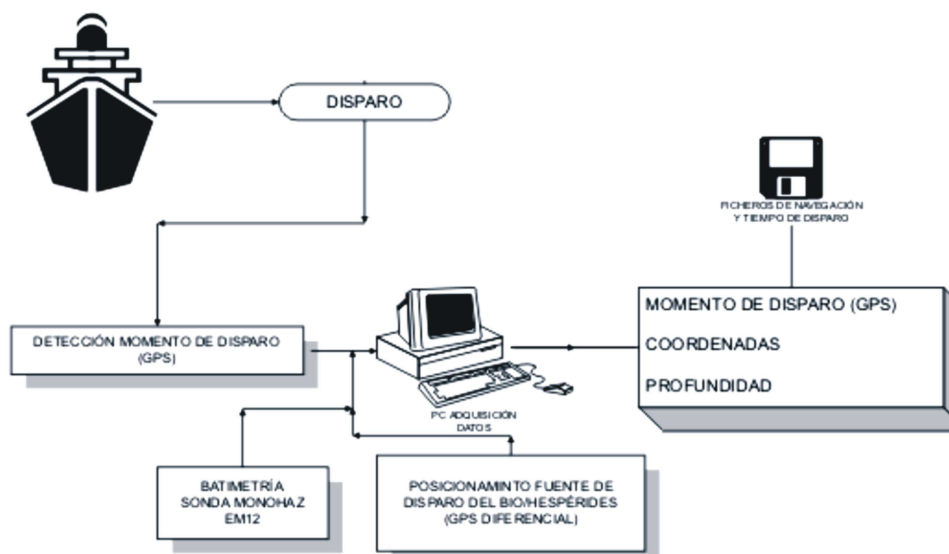 DISPARO
FICHEROS DE NAVEGACIÓN
Y TIEMPO DE DISPARO
MOMENTO DE DISPARO (GPS)
COORDENADAS
PROFUNDIDAD
DETECCIÓN MOMENTO DE DISPARO
(GPS)
PC ADQUISICIÓN
DATOS
BATIMETRÍA
SONDA MONOHAZ
EM12
POSICIONAMINTO FUENTE DE
DISPARO DEL BIO/HESPÉRIDES
(GPS DIFERENCIAL)